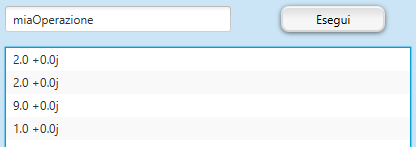 miaOperazione
Esegui
2.0 +0.0j
2.0 +0.0j
9.0 +0.0j
1.0 +0.0j